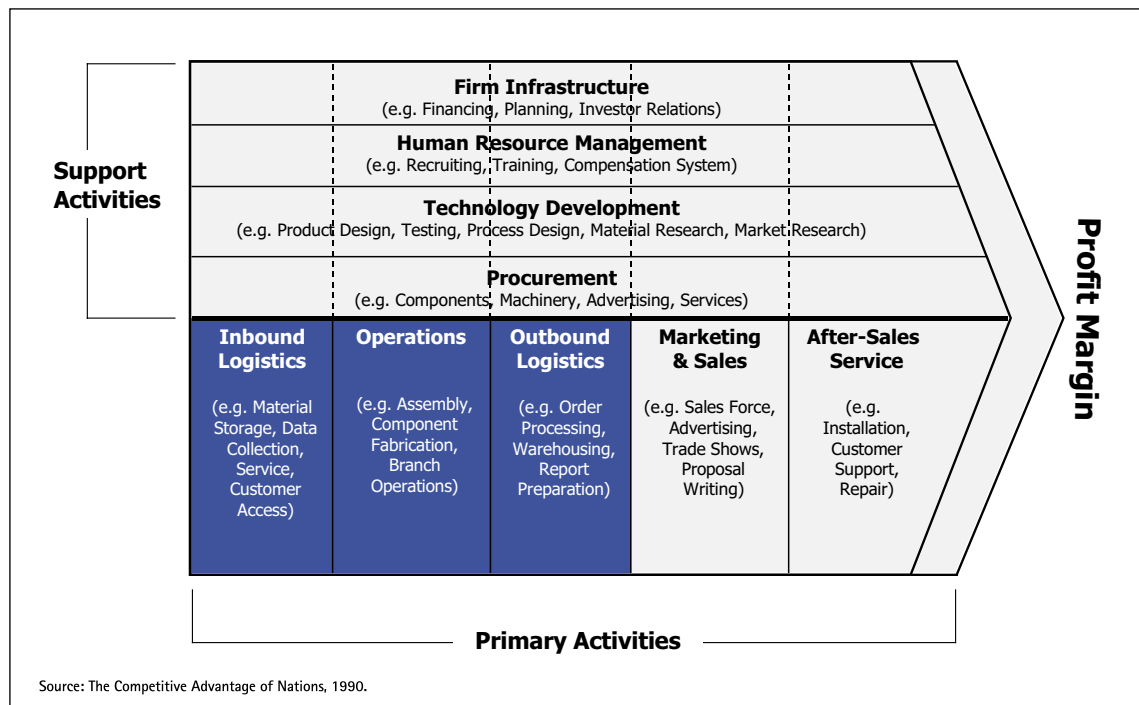 Firm Infrastructure
(e.g. Financing, Planning, Investor Relations)
Human Resource Management
(e.g. Recruiting, Training, Compensation System)
Support
Activities
Technology Development
(e.g. Product Design, Testing, Process Design, Material Research, Market Research)
Procurement
(e.g. Components, Machinery, Advertising, Services)
Profit Margin
Inbound
Logistics
(e.g. Material
Storage, Data
Collection,
Service,
Customer
Access)
Operations
(e.g. Assembly,
Component
Fabrication,
Branch
Operations)
Outbound
Logistics
(e.g. Order
Processing,
Warehousing,
Report
Preparation)
Marketing
& Sales
(e.g. Sales Force,
Advertising,
Trade Shows,
Proposal
Writing)
After-Sales
Service
(e.g.
Installation,
Customer
Support,
Repair)
Primary Activities
Source: The Competitive Advantage of Nations, 1990.